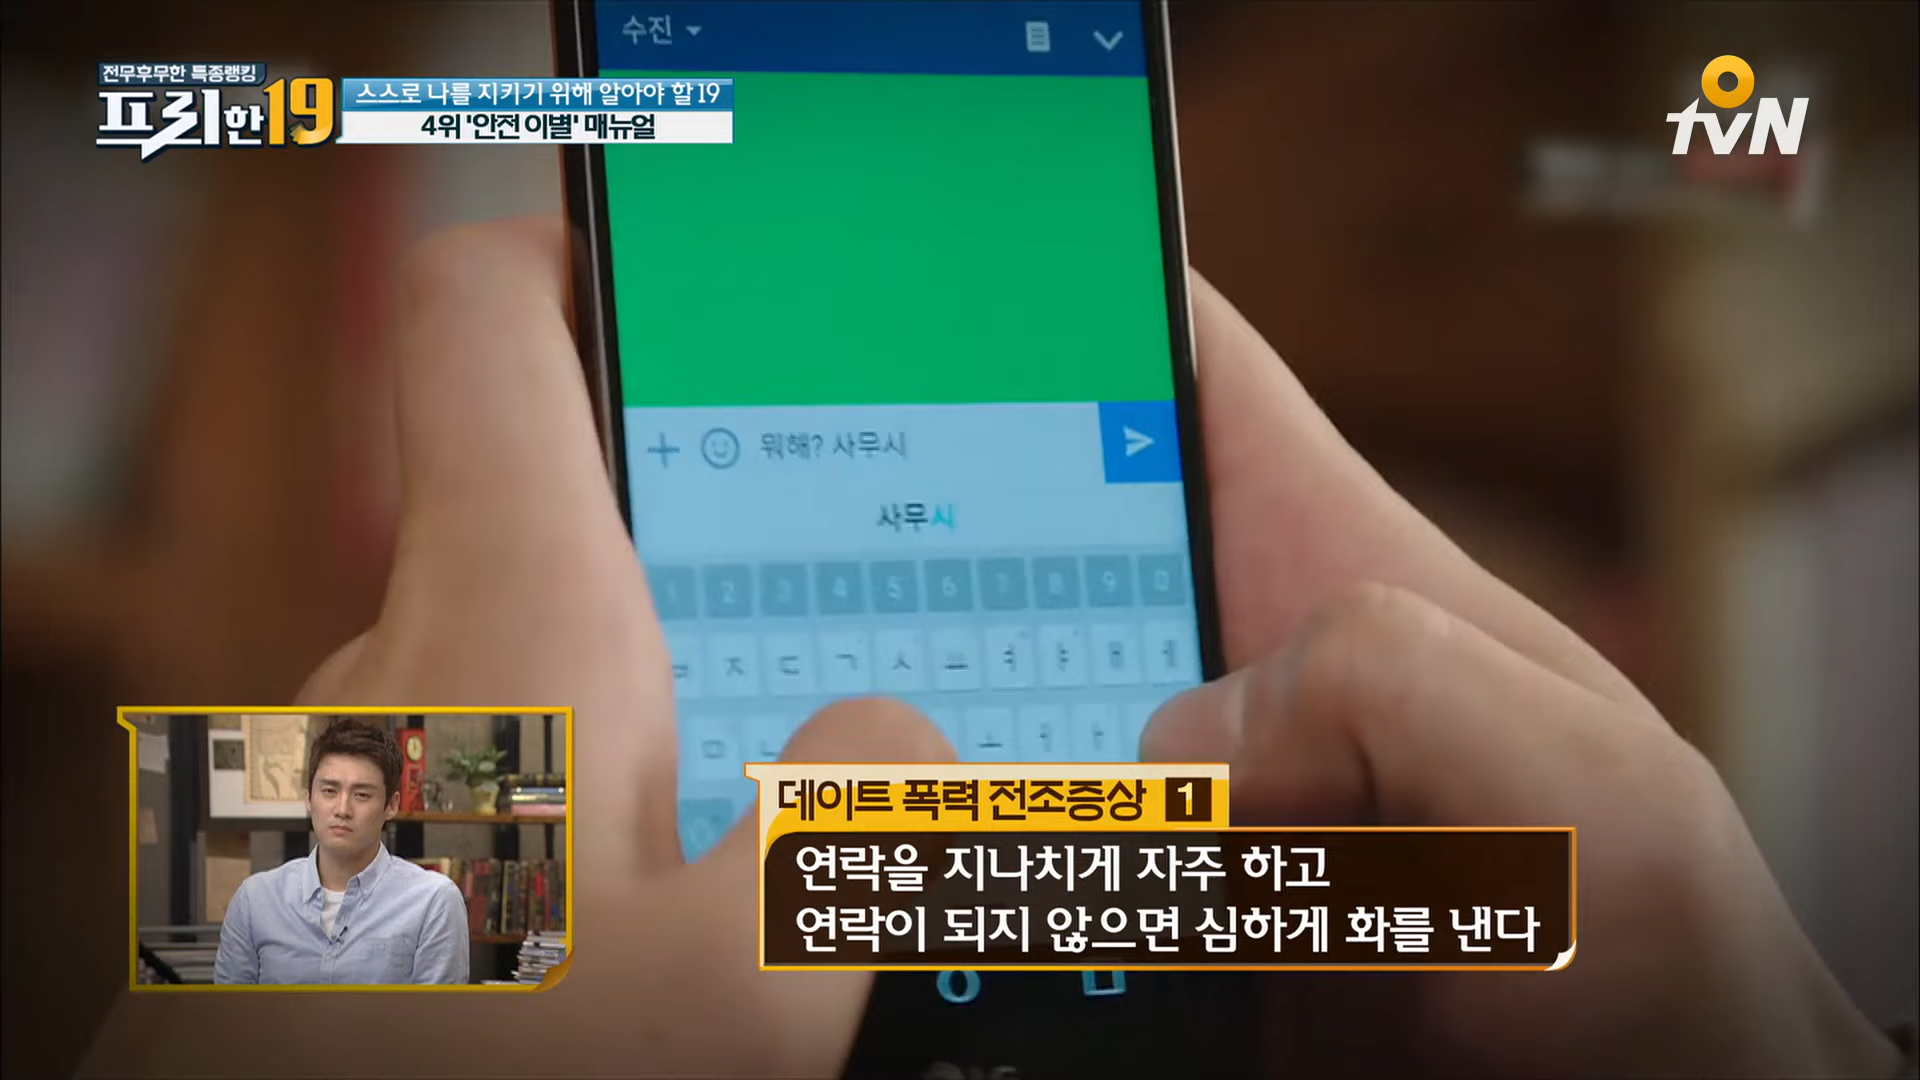 전무후무한 특종랭킹
프리한19
스스로 나를 지키기 위해 알아야 할 19
4위 '안전 이별' 매뉴얼
tvN
수진
뭐해? 사무시
사무시
1 2 3 4 5 6 7 8 9 0
ㅂ ㅈ ㄷ ㄱ ㅅ ㅛ ㅕ ㅑ ㅐ ㅔ
ㅁ ㄴ ㅗ ㅓ ㅏ
데이트 폭력 전조증상 1
연락을 지나치게 자주 하고
연락이 되지 않으면 심하게 화를 낸다